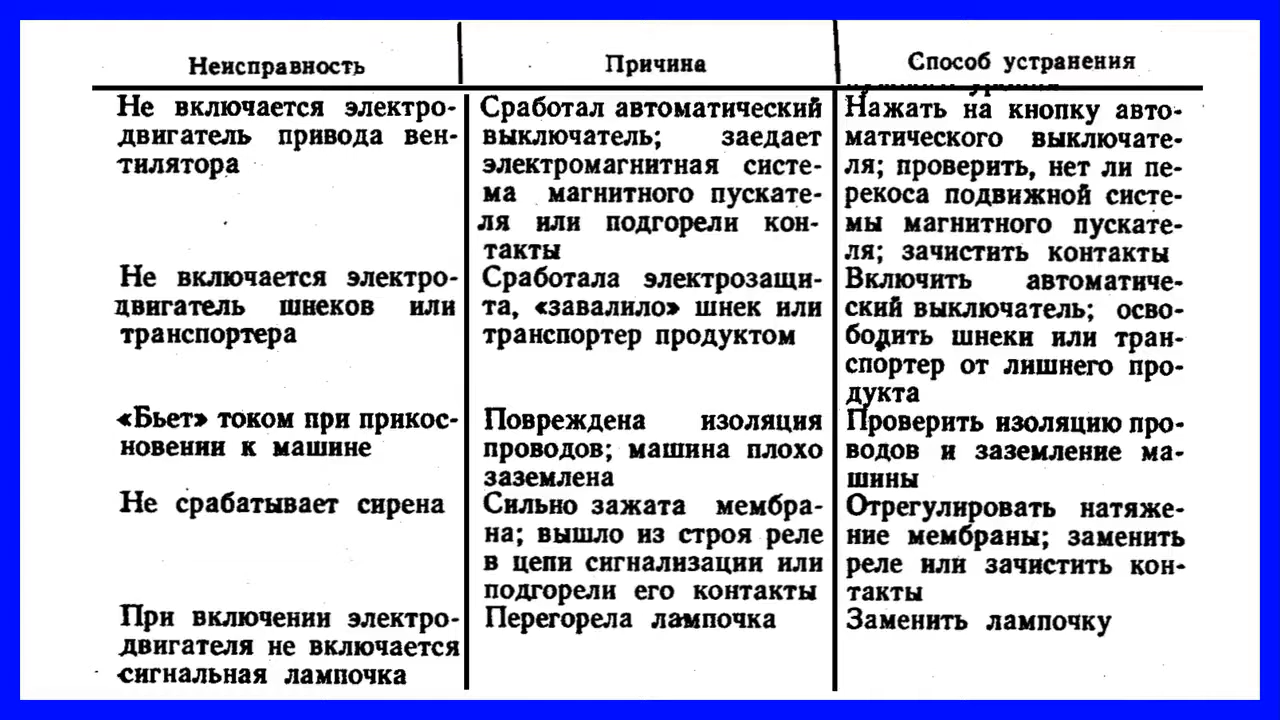 Неисправность
Причина
Способ устранения
Не включается электро-
двигатель привода вен-
тилятора
Сработал автоматический
выключатель; заедает
электромагнитная систе-
ма магнитного пускате-
ля или подгорели кон-
такты
Нажать на кнопку авто-
матического выключате-
ля; проверить, нет ли пе-
рекоса подвижной систе-
мы магнитного пускате-
ля; зачистить контакты
Не включается электро-
двигатель шнеков или
транспортера
Сработала электрозащи-
та, «завалило» шнек или
транспортер продуктом
Включить автоматиче-
ский выключатель; осво-
бодить шнеки или тран-
спортер от лишнего про-
дукта
«Бьет» током при прикос-
новении к машине
Повреждена изоляция
проводов; машина плохо
заземлена
Проверить изоляцию про-
водов и заземление ма-
шины
Не срабатывает сирена
Сильно зажата мембра-
на; вышло из строя реле
в цепи сигнализации или
подгорели его контакты
Отрегулировать натяже-
ние мембраны; заменить
реле или зачистить кон-
такты
При включении электро-
двигателя не включается
сигнальная лампочка
Перегорела лампочка
Заменить лампочку